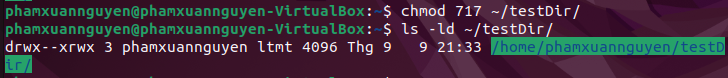 phamxuannguyen@phamxuannguyen-VirtualBox:~$ chmod 717 ~/testDir/
phamxuannguyen@phamxuannguyen-VirtualBox:~$ ls -ld ~/testDir/
drwx--xrwx 3 phamxuannguyen ltmt 4096 Thg 9   9 21:33 /home/phamxuannguyen/testD
ir/